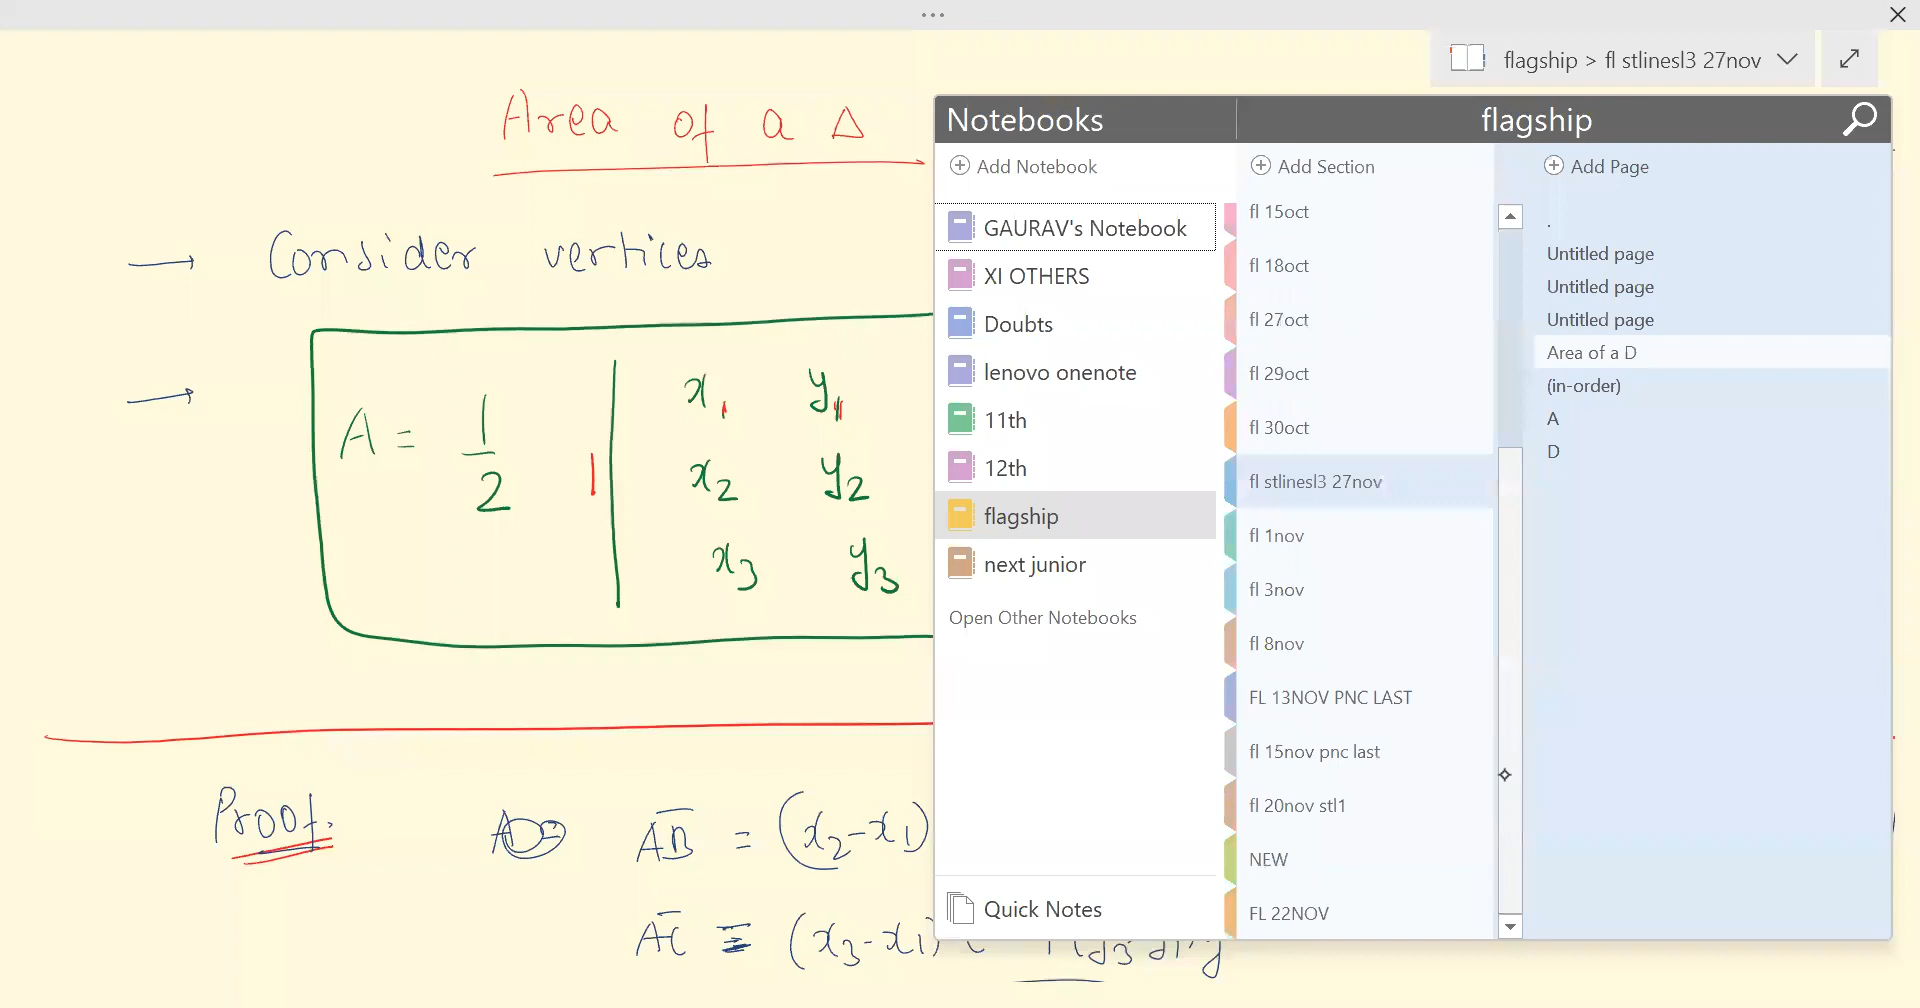 flagship > fl stlinesl3 27nov
Area of a Δ
→ Consider vertices
→ A = 1/2 | | x1 y1
x2 y2
x3 y3
Proof.
AB = (x2-x1)
AC = (x3-x1)
Notebooks
flagship
Add Notebook
GAURAV's Notebook
XI OTHERS
Doubts
lenovo onenote
11th
12th
flagship
next junior
Open Other Notebooks
Quick Notes
Add Section
fl 15oct
fl 18oct
fl 27oct
fl 29oct
fl 30oct
fl stlinesl3 27nov
fl 1nov
fl 3nov
fl 8nov
FL 13NOV PNC LAST
fl 15nov pnc last
fl 20nov stl1
NEW
FL 22NOV
Add Page
.
Untitled page
Untitled page
Untitled page
Area of a D
(in-order)
A
D